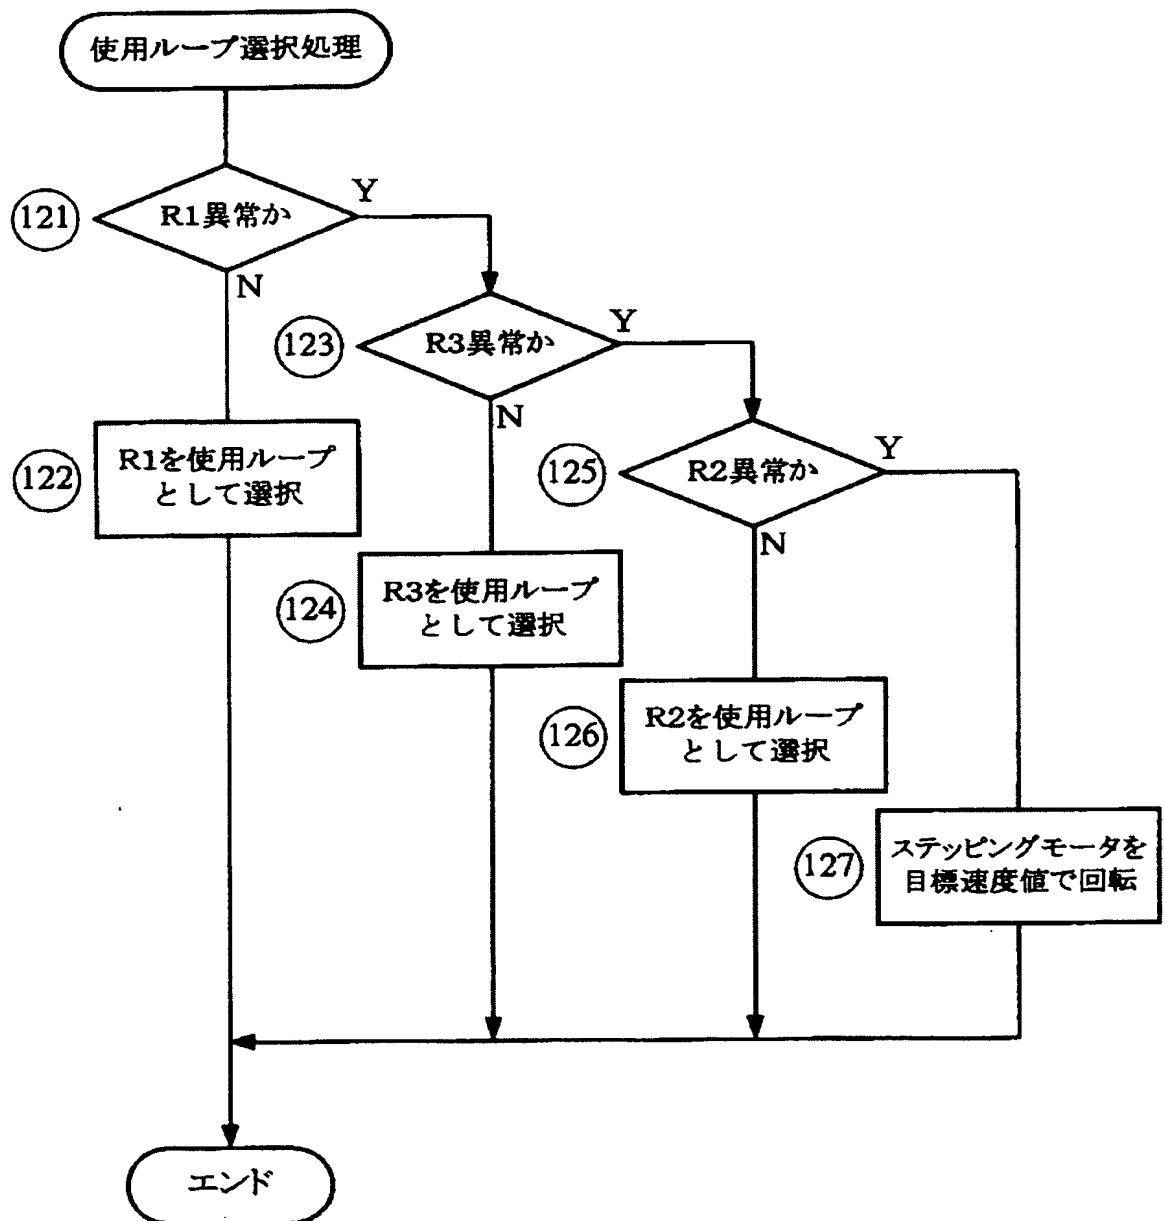 使用ループ選択処理
121
R1異常か
Y
N
123
R3異常か
Y
N
122
R1を使用ループ
として選択
125
R2異常か
Y
N
124
R3を使用ループ
として選択
126
R2を使用ループ
として選択
127
ステッピングモータを
目標速度値で回転
エンド